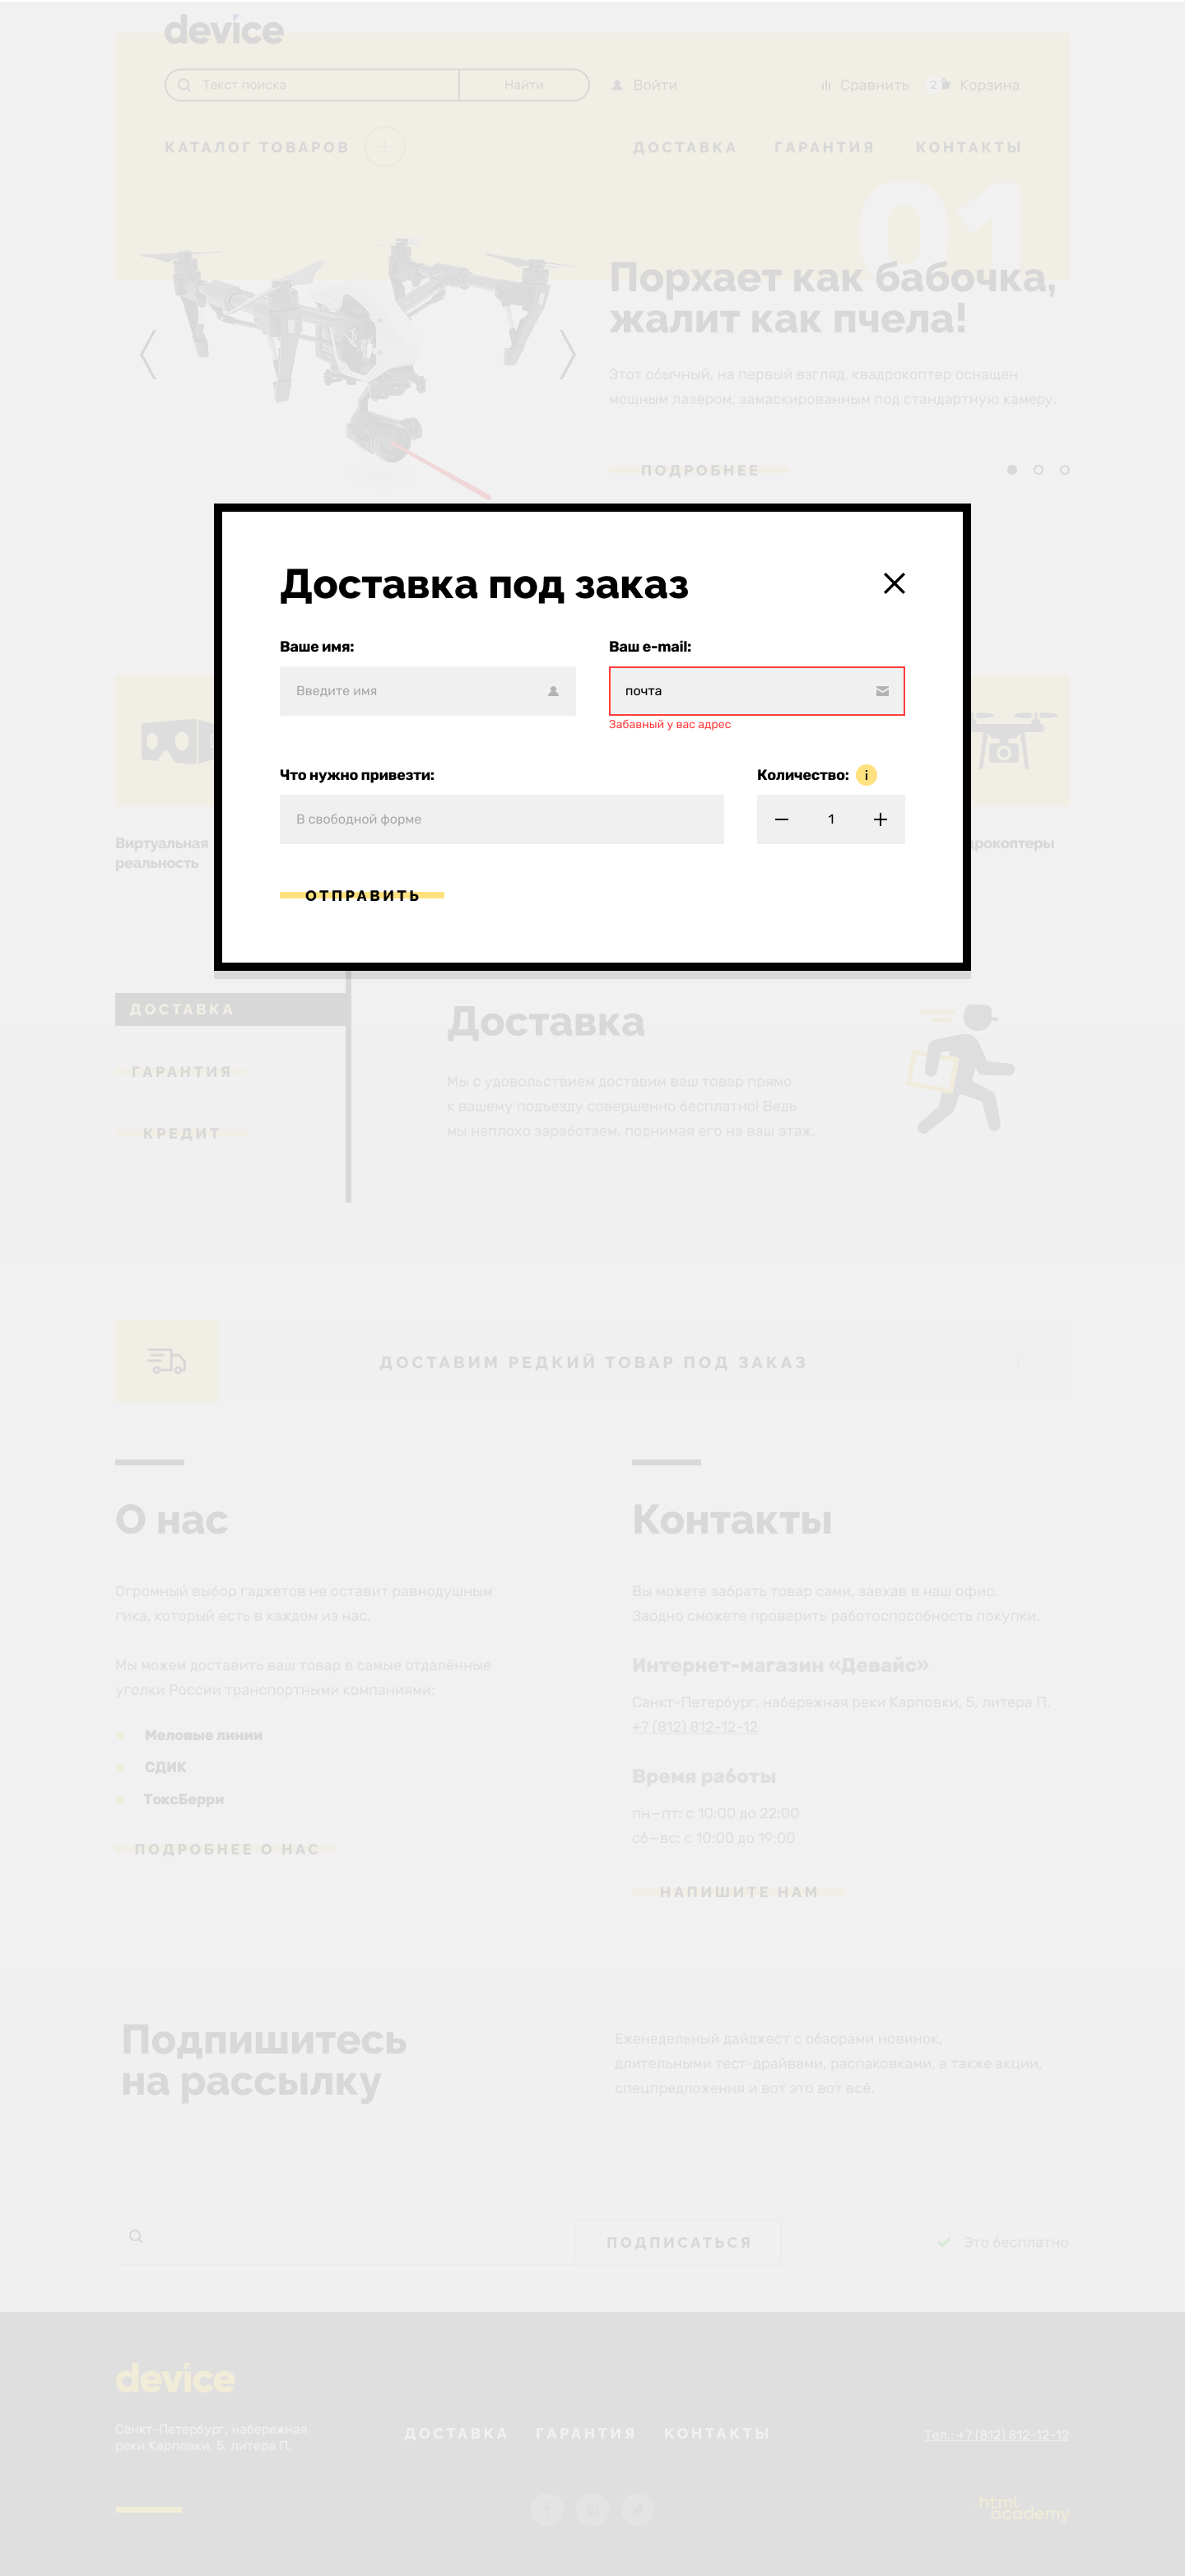 device
Текст поиска
Найти
Войти
Сравнить
2
Корзина
КАТАЛОГ ТОВАРОВ
ДОСТАВКА
ГАРАНТИЯ
КОНТАКТЫ
01
Порхает как бабочка,
жалит как пчела!
Этот обычный, на первый взгляд, квадрокоптер оснащен
мощным лазером, замаскированным под стандартную камеру.
ПОДРОБНЕЕ
Доставка под заказ
Ваше имя:
Ваш e-mail:
Введите имя
почта
Забавный у вас адрес
Что нужно привезти:
Количество:
i
В свободной форме
1
ОТПРАВИТЬ
Виртуальная
реальность
дрокоптеры
ДОСТАВКА
ГАРАНТИЯ
КРЕДИТ
Доставка
Мы с удовольствием доставим ваш товар прямо
к вашему подъезду совершенно бесплатно! Ведь
мы неплохо заработаем, поднимая его на ваш этаж.
ДОСТАВИМ РЕДКИЙ ТОВАР ПОД ЗАКАЗ
i
О нас
Огромный выбор гаджетов не оставит равнодушным
гика, который есть в каждом из нас.
Мы можем доставить ваш товар в самые отдалённые
уголки России транспортными компаниями:
Меловые линии
СДИК
ТоксБерри
ПОДРОБНЕЕ О НАС
Контакты
Вы можете забрать товар сами, заехав в наш офис.
Заодно сможете проверить работоспособность покупки.
Интернет-магазин «Девайс»
Санкт-Петербург, набережная реки Карповки, 5, литера П.
+7 (812) 812-12-12
Время работы
пн—пт: с 10:00 до 22:00
сб—вс: с 10:00 до 19:00
НАПИШИТЕ НАМ
Подпишитесь
на рассылку
Еженедельный дайджест с обзорами новинок,
длительными тест-драйвами, распаковками, а также акции,
спецпредложения и вот это вот всё.
ПОДПИСАТЬСЯ
Это бесплатно
device
Санкт-Петербург, набережная
реки Карповки, 5, литера П.
ДОСТАВКА
ГАРАНТИЯ
КОНТАКТЫ
Тел.: +7 (812) 812-12-12
.html
academy